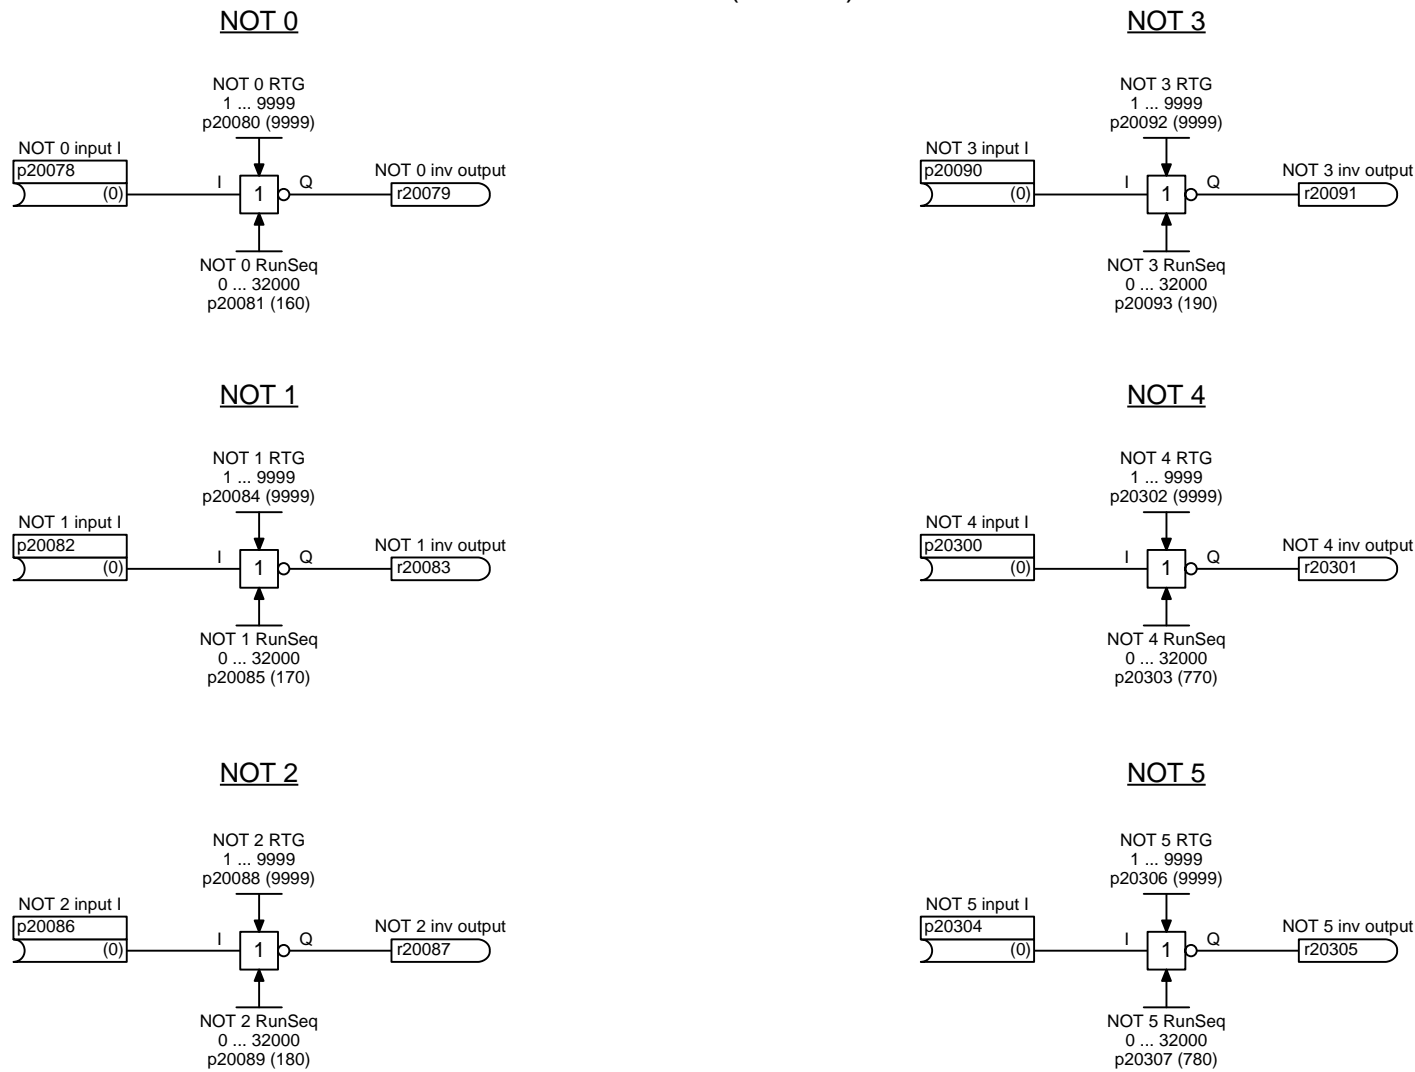 NOT 0
NOT 0 RTG
1 ... 9999
p20080 (9999)
NOT 0 input I
p20078
(0)
I
1
Q
NOT 0 inv output
r20079
NOT 0 RunSeq
0 ... 32000
p20081 (160)
NOT 1
NOT 1 RTG
1 ... 9999
p20084 (9999)
NOT 1 input I
p20082
(0)
I
1
Q
NOT 1 inv output
r20083
NOT 1 RunSeq
0 ... 32000
p20085 (170)
NOT 2
NOT 2 RTG
1 ... 9999
p20088 (9999)
NOT 2 input I
p20086
(0)
I
1
Q
NOT 2 inv output
r20087
NOT 2 RunSeq
0 ... 32000
p20089 (180)
NOT 3
NOT 3 RTG
1 ... 9999
p20092 (9999)
NOT 3 input I
p20090
(0)
I
1
Q
NOT 3 inv output
r20091
NOT 3 RunSeq
0 ... 32000
p20093 (190)
NOT 4
NOT 4 RTG
1 ... 9999
p20302 (9999)
NOT 4 input I
p20300
(0)
I
1
Q
NOT 4 inv output
r20301
NOT 4 RunSeq
0 ... 32000
p20303 (770)
NOT 5
NOT 5 RTG
1 ... 9999
p20306 (9999)
NOT 5 input I
p20304
(0)
I
1
Q
NOT 5 inv output
r20305
NOT 5 RunSeq
0 ... 32000
p20307 (780)